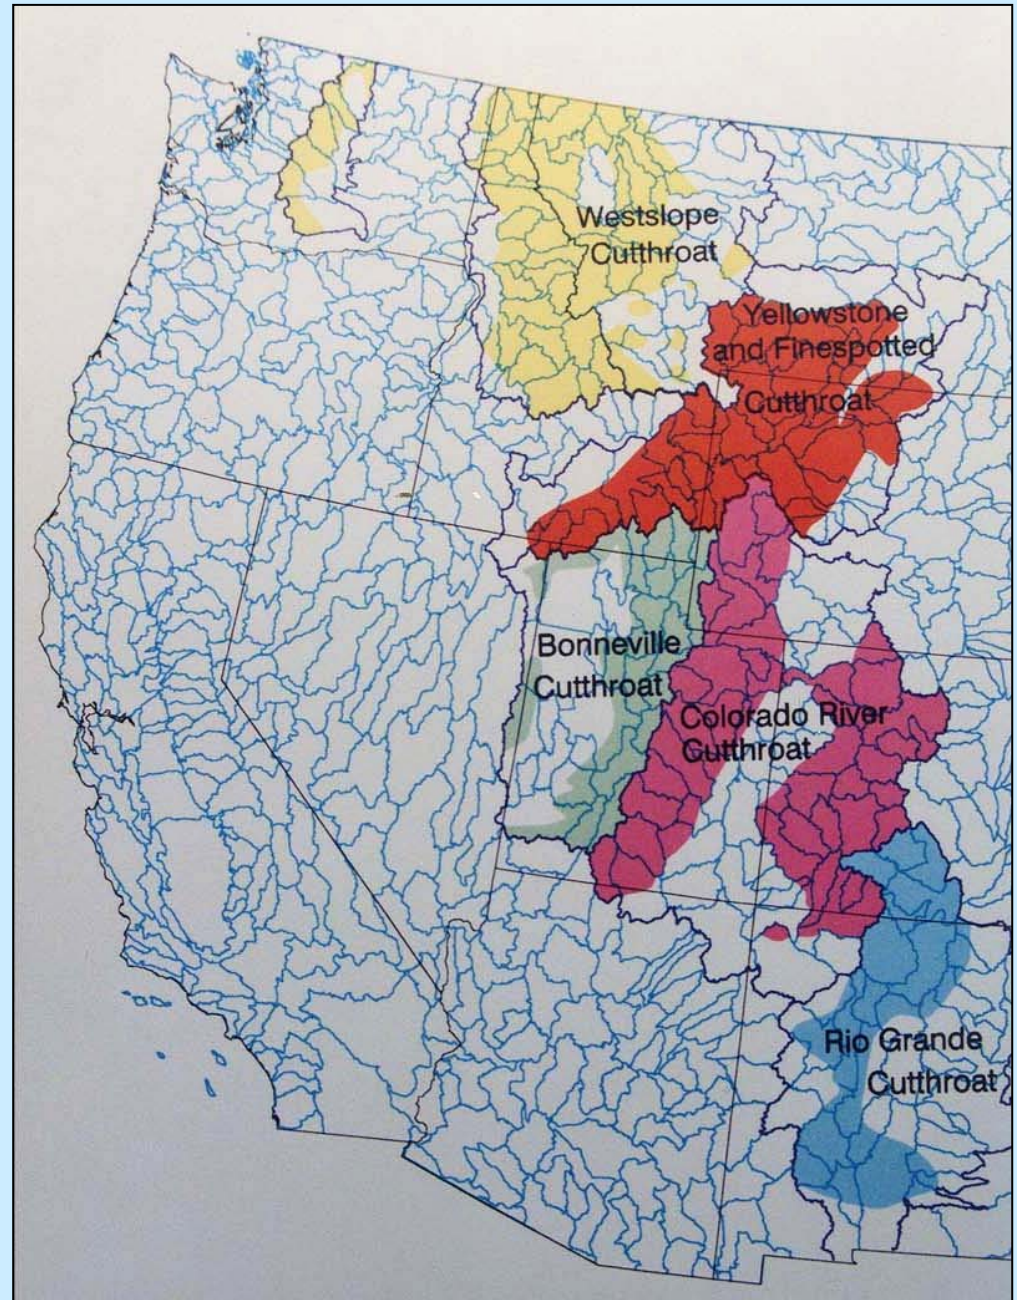 Westslope
Cutthroat
Yellowstone
and Finespotted
Cutthroat
Bonneville
Cutthroat
Colorado River
Cutthroat
Rio Grande
Cutthroat